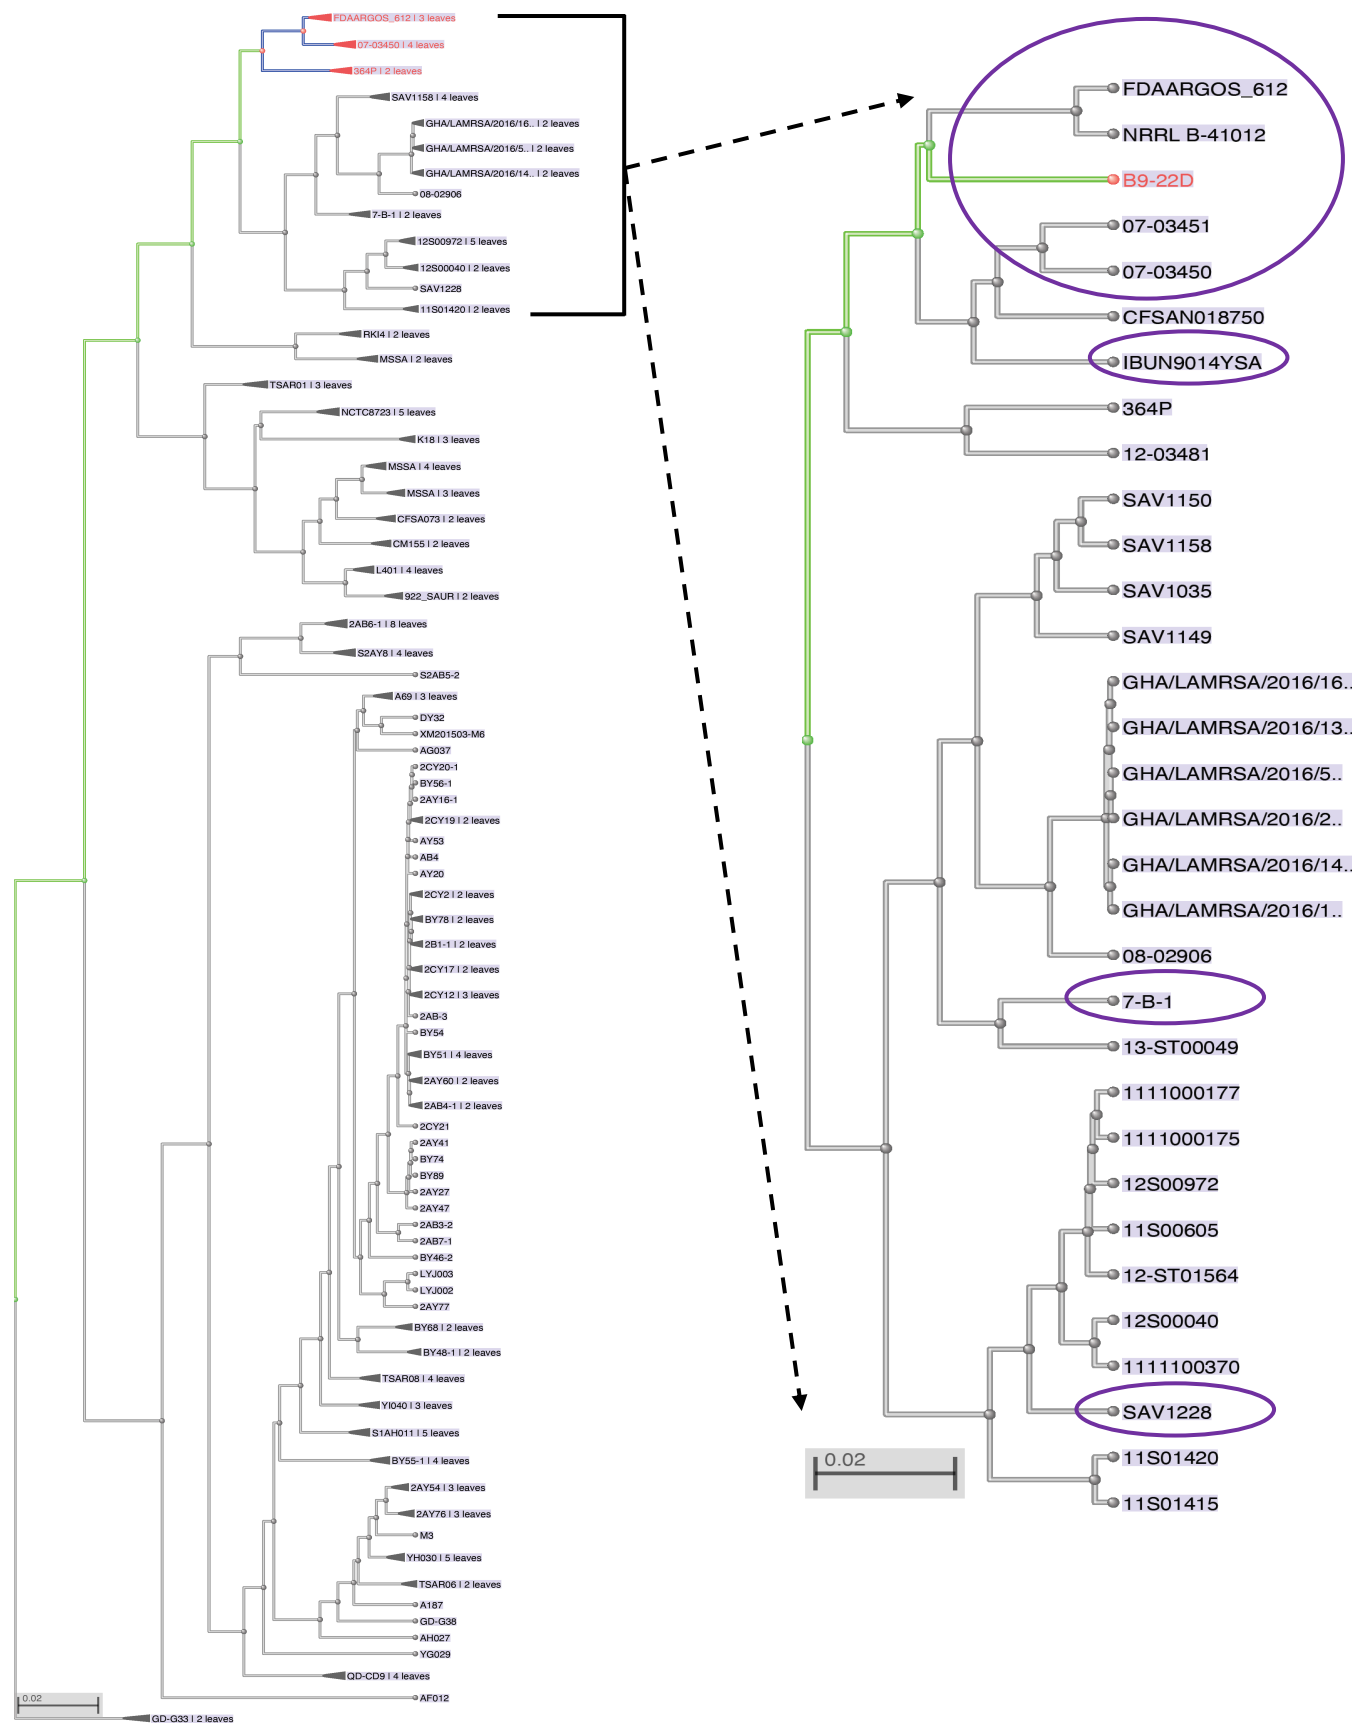 FDAARGOS_612 | 3 leaves
07-03450 | 4 leaves
364P | 2 leaves
SAV1158 | 4 leaves
GHA/LAMRSA/2016/16.. | 2 leaves
GHA/LAMRSA/2016/5.. | 2 leaves
GHA/LAMRSA/2016/14.. | 2 leaves
08-02906
7-B-1 | 2 leaves
12S00972 | 5 leaves
12S00040 | 2 leaves
SAV1228
11S01420 | 2 leaves
RKI4 | 2 leaves
MSSA | 2 leaves
TSAR01 | 3 leaves
NCTC8723 | 5 leaves
K18 | 3 leaves
MSSA | 4 leaves
MSSA | 3 leaves
CFSA073 | 2 leaves
CM155 | 2 leaves
L401 | 4 leaves
922_SAUR | 2 leaves
2AB6-1 | 8 leaves
S2AY8 | 4 leaves
S2AB5-2
A69 | 3 leaves
DY32
XM201503-M6
AG037
2CY20-1
BY56-1
2AY16-1
2CY19 | 2 leaves
AY53
AB4
AY20
2CY2 | 2 leaves
BY78 | 2 leaves
2B1-1 | 2 leaves
2CY17 | 2 leaves
2CY12 | 3 leaves
2AB-3
BY54
BY51 | 4 leaves
2AY60 | 2 leaves
2AB4-1 | 2 leaves
2CY21
2AY41
BY74
BY89
2AY27
2AY47
2AB3-2
2AB7-1
BY46-2
LYJ003
LYJ002
2AY77
BY68 | 2 leaves
BY48-1 | 2 leaves
TSAR08 | 4 leaves
YI040 | 3 leaves
S1AH011 | 5 leaves
BY55-1 | 4 leaves
2AY54 | 3 leaves
2AY76 | 3 leaves
M3
YH030 | 5 leaves
TSAR06 | 2 leaves
A187
GD-G38
AH027
YG029
QD-CD9 | 4 leaves
AF012
0.02
GD-G33 | 2 leaves
FDAARGOS_612
NRRL B-41012
B9-22D
07-03451
07-03450
CFSAN018750
IBUN9014YSA
364P
12-03481
SAV1150
SAV1158
SAV1035
SAV1149
GHA/LAMRSA/2016/16..
GHA/LAMRSA/2016/13..
GHA/LAMRSA/2016/5..
GHA/LAMRSA/2016/2..
GHA/LAMRSA/2016/14..
GHA/LAMRSA/2016/1..
08-02906
7-B-1
13-ST00049
1111000177
1111000175
12S00972
11S00605
12-ST01564
12S00040
1111100370
SAV1228
11S01420
11S01415
0.02